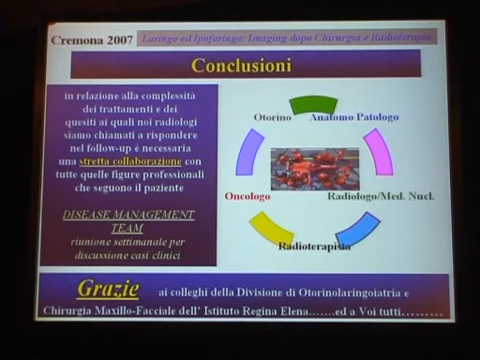 Cremona 2007
Laringe ed Ipofaringe: Imaging dopo Chirurgia e Radioterapia.
Conclusioni
in relazione alla complessità
dei trattamenti e dei
quesiti ai quali noi radiologi
siamo chiamati a rispondere
nel follow-up è necessaria
una stretta collaborazione con
tutte quelle figure professionali
che seguono il paziente
DISEASE MANAGEMENT
TEAM
riunione settimanale per
discussione casi clinici
Otorino
Anatomo Patologo
Oncologo
Radiologo/Med. Nucl.
Radioterapista
Grazie ai colleghi della Divisione di Otorinolaringoiatria e
Chirurgia Maxillo-Facciale dell' Istituto Regina Elena.......ed a Voi tutti.........